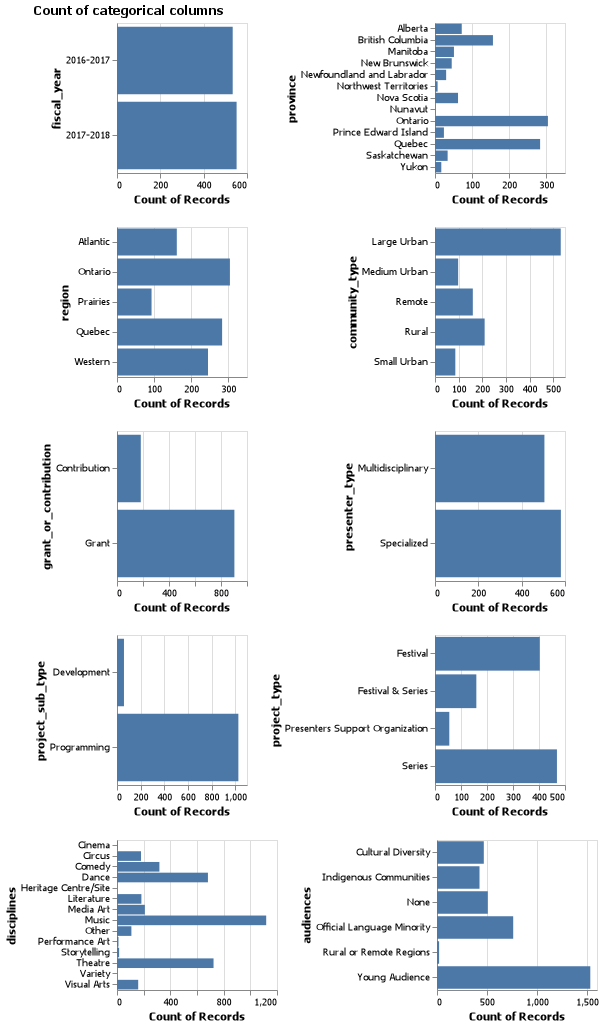 Count of categorical columns
fiscal_year
2016-2017
2017-2018
0 200 400 600
Count of Records
province
Alberta
British Columbia
Manitoba
New Brunswick
Newfoundland and Labrador
Northwest Territories
Nova Scotia
Nunavut
Ontario
Prince Edward Island
Quebec
Saskatchewan
Yukon
0 100 200 300
Count of Records
region
Atlantic
Ontario
Prairies
Quebec
Western
0 100 200 300
Count of Records
community_type
Large Urban
Medium Urban
Remote
Rural
Small Urban
0 100 200 300 400 500
Count of Records
grant_or_contribution
Contribution
Grant
0 400 800
Count of Records
presenter_type
Multidisciplinary
Specialized
0 200 400 600
Count of Records
project_sub_type
Development
Programming
0 200 400 600 800 1,000
Count of Records
project_type
Festival
Festival & Series
Presenters Support Organization
Series
0 100 200 300 400 500
Count of Records
disciplines
Cinema
Circus
Comedy
Dance
Heritage Centre/Site
Literature
Media Art
Music
Other
Performance Art
Storytelling
Theatre
Variety
Visual Arts
0 400 800 1,200
Count of Records
audiences
Cultural Diversity
Indigenous Communities
None
Official Language Minority
Rural or Remote Regions
Young Audience
0 500 1,000 1,500
Count of Records